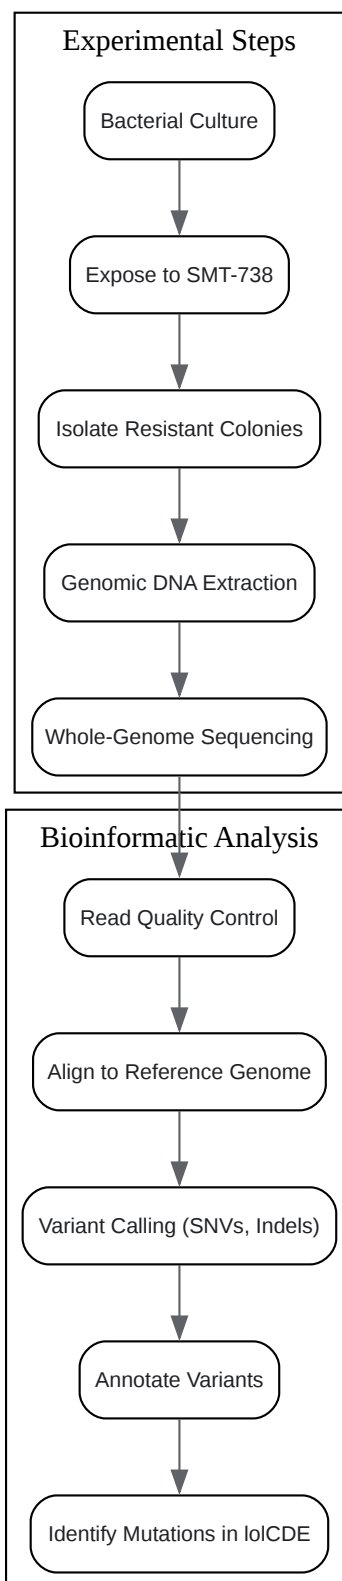 Experimental Steps
Bacterial Culture
Expose to SMT-738
Isolate Resistant Colonies
Genomic DNA Extraction
Whole-Genome Sequencing
Bioinformatic Analysis
Read Quality Control
Align to Reference Genome
Variant Calling (SNVs, Indels)
Annotate Variants
Identify Mutations in lolCDE